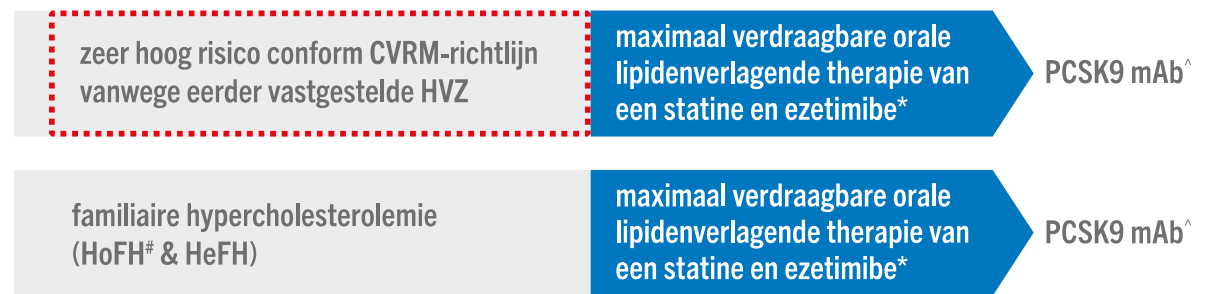 zeer hoog risico conform CVRM-richtlijn
vanwege eerder vastgestelde HVZ
maximaal verdraagbare orale
lipidenverlagende therapie van
een statine en ezetimibe*
PCSK9 mAb^
familiaire hypercholesterolemie
(HoFH# & HeFH)
maximaal verdraagbare orale
lipidenverlagende therapie van
een statine en ezetimibe*
PCSK9 mAb^